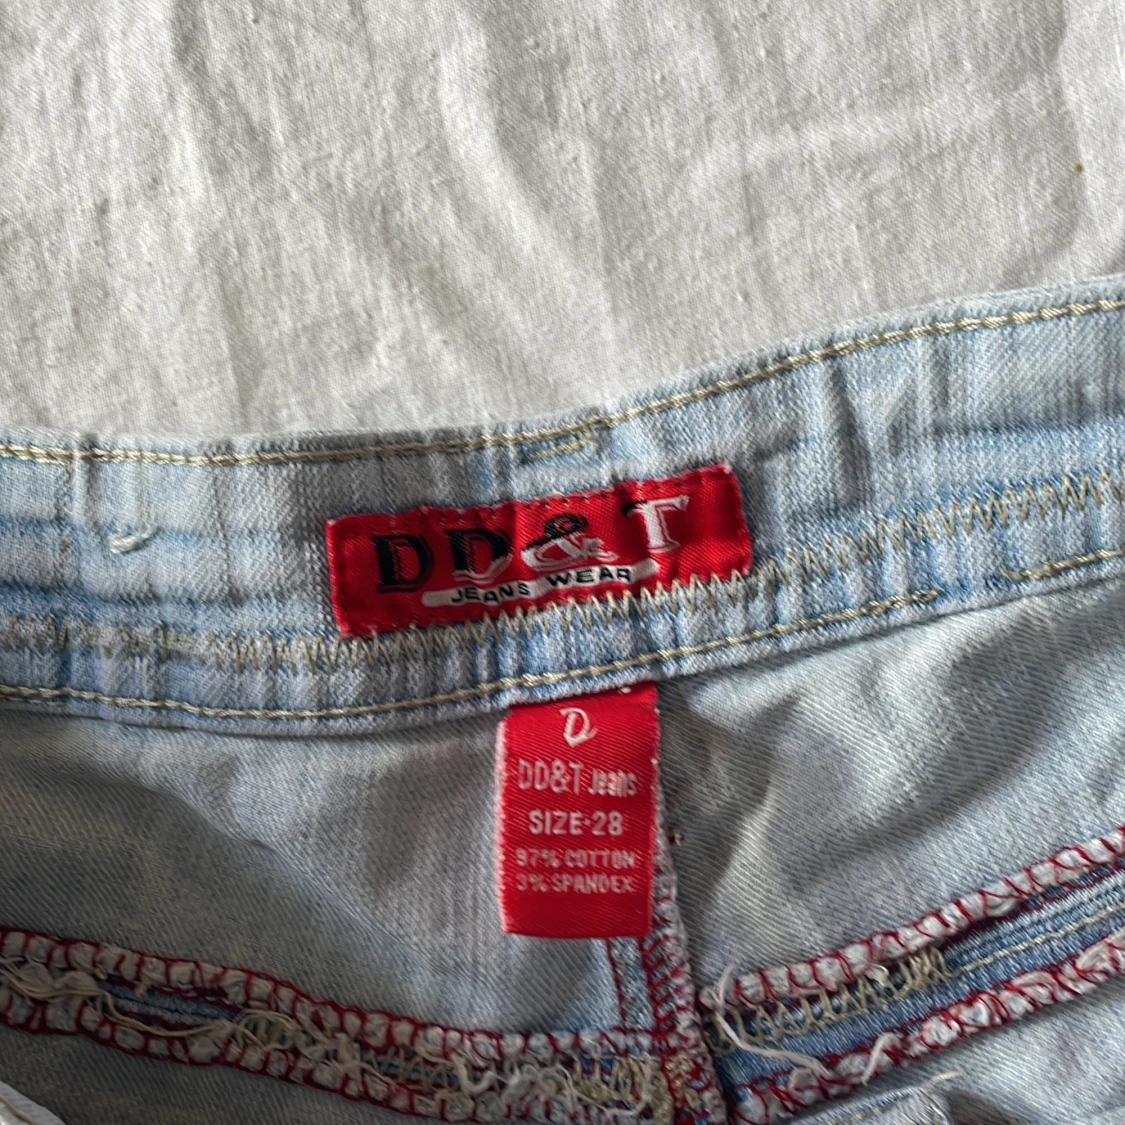 DD&T
JEANS WEAR
D
DD&T Jeans
SIZE-28
97% COTTON
3% SPANDEX